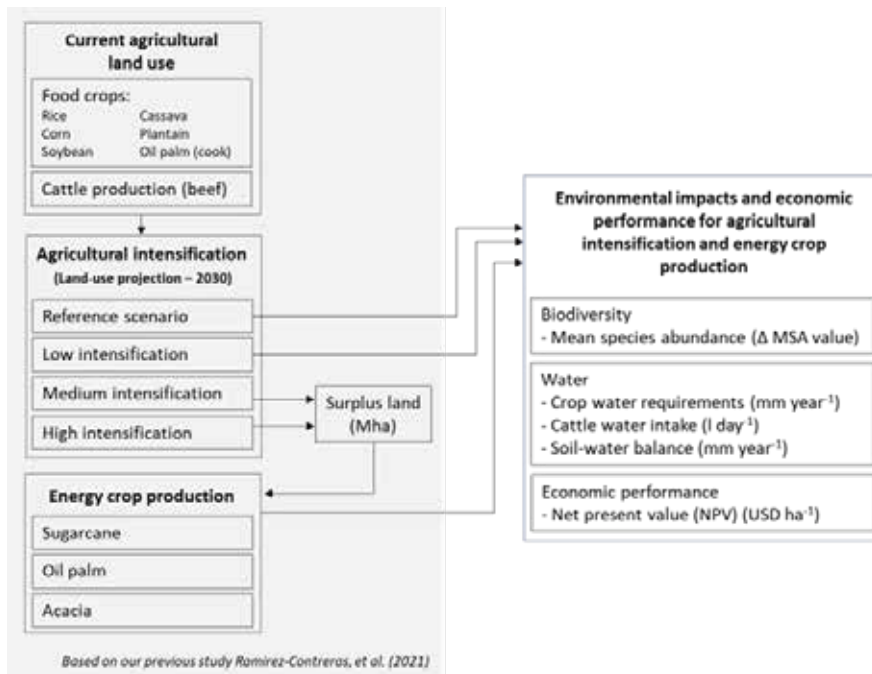 Current agricultural
land use
Food crops:
Rice Cassava
Corn Plantain
Soybean Oil palm (cook)
Cattle production (beef)
Agricultural intensification
(Land-use projection – 2030)
Reference scenario
Low intensification
Medium intensification
High intensification
Surplus land
(Mha)
Energy crop production
Sugarcane
Oil palm
Acacia
Based on our previous study Ramirez-Contreras, et al. (2021)
Environmental impacts and economic
performance for agricultural
intensification and energy crop
production
Biodiversity
- Mean species abundance (Δ MSA value)
Water
- Crop water requirements (mm year⁻¹)
- Cattle water intake (l day⁻¹)
- Soil-water balance (mm year⁻¹)
Economic performance
- Net present value (NPV) (USD ha⁻¹)